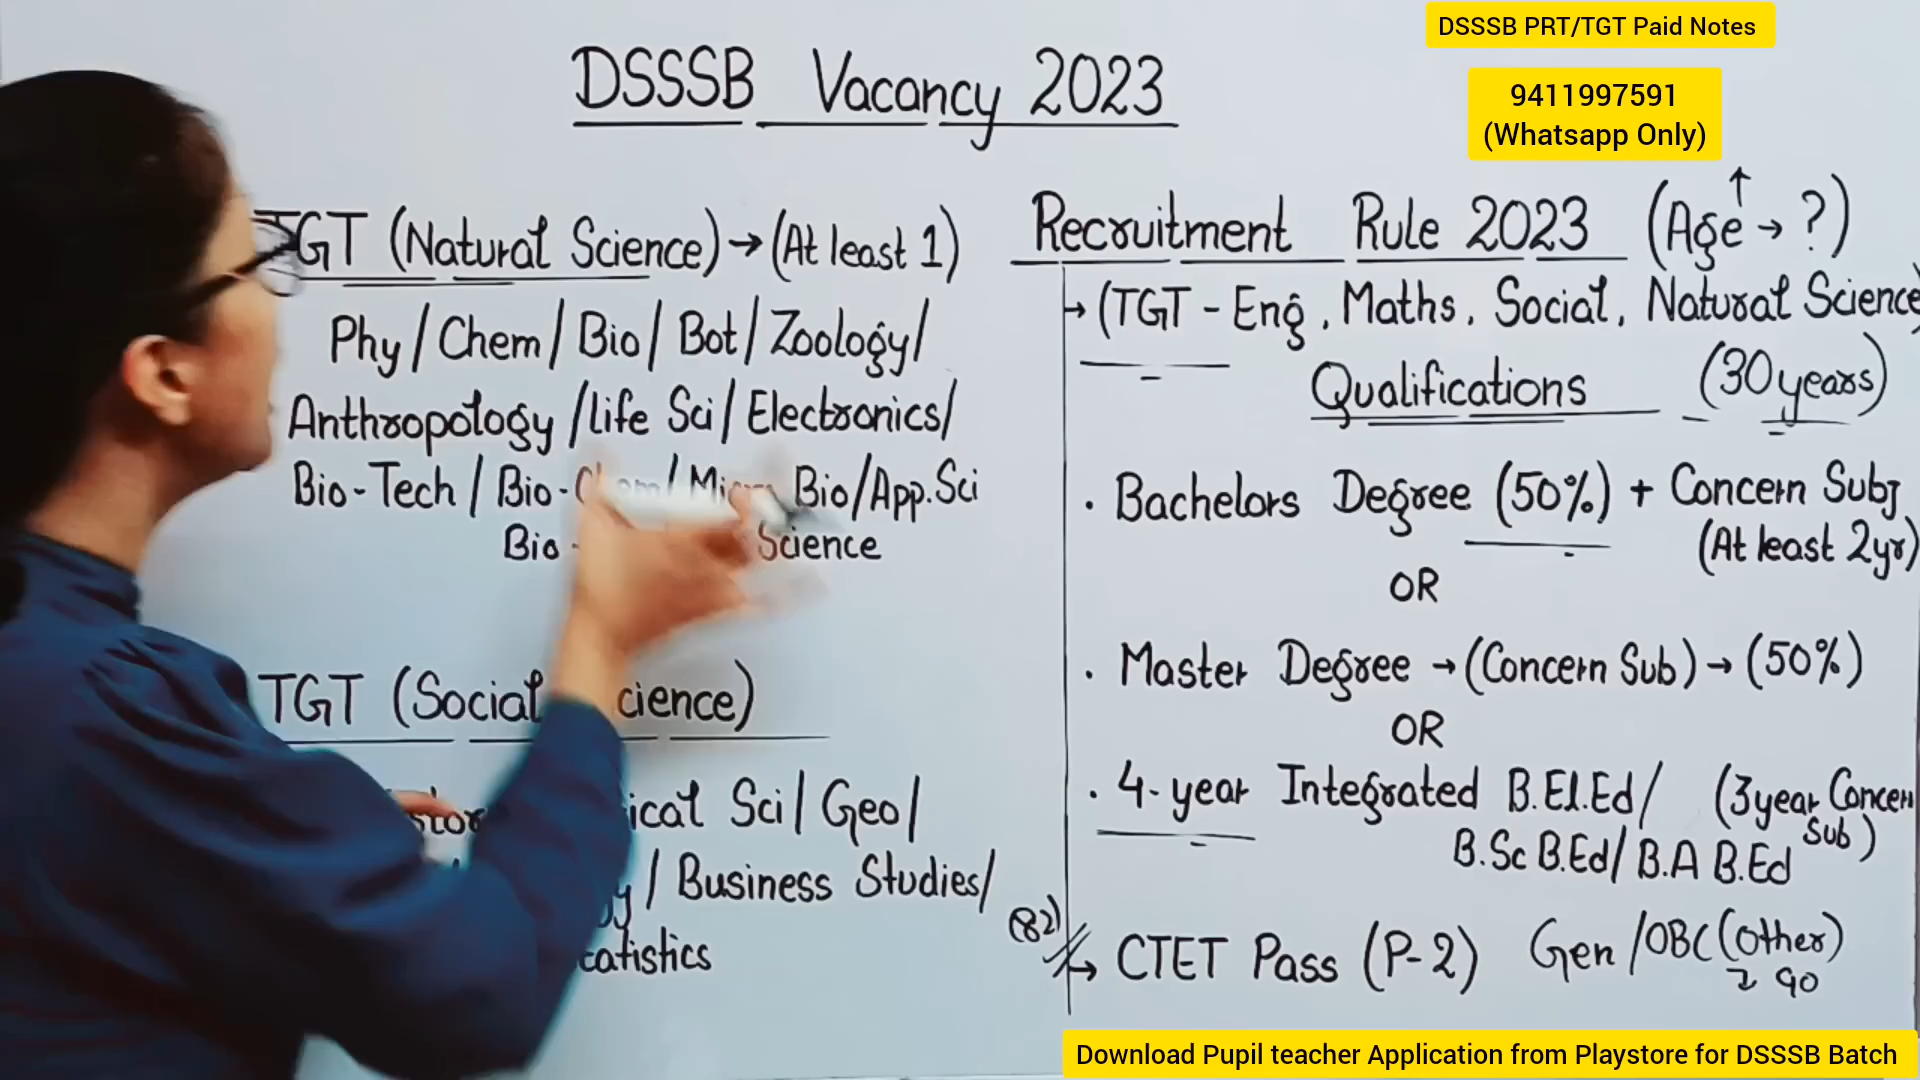 DSSSB PRT/TGT Paid Notes
9411997591
(Whatsapp Only)
DSSSB Vacancy 2023
TGT (Natural Science) → (At least 1)
Phy / Chem / Bio / Bot / Zoology /
Anthropology / life Sci / Electronics /
Bio-Tech / Bio-Chem / Micro Bio / App.Sci
Bio - Science
TGT (Social Science)
Sci / Geo /
/ Business Studies /
Recruitment Rule 2023 (Age ↑ → ?)
→ (TGT - Eng, Maths, Social, Natural Science)
Qualifications (30 years)
. Bachelors Degree (50%) + Concern Subj
(At least 2yr)
OR
. Master Degree → (Concern Sub) → (50%)
OR
. 4-year Integrated B.El.Ed / (3 year Concern
Sub)
B.Sc B.Ed / B.A B.Ed
(82)
→ CTET Pass (P-2) Gen / OBC (Other)
90
Download Pupil teacher Application from Playstore for DSSSB Batch